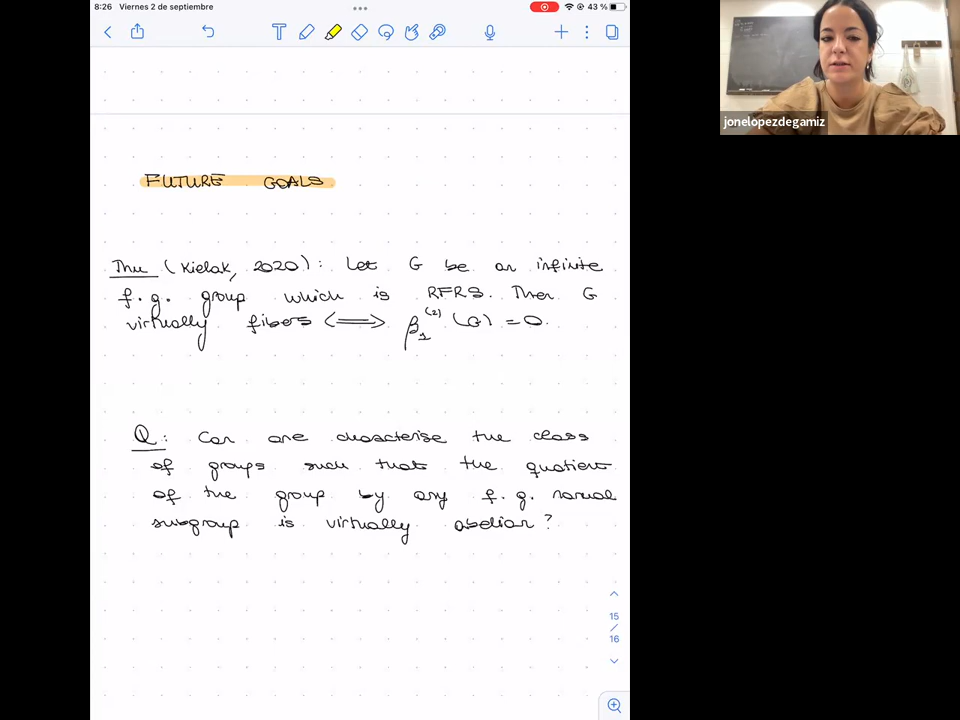 8:26 Viernes 2 de septiembre
43 %
jonelopezdegamiz
FUTURE GOALS
Thm (Kielak, 2020): Let G be an infinite
f.g. group which is RFRS. Then G
virtually fibers ⟺ β₁⁽²⁾(G) = 0.
Q: Can one characterise the class
of groups such that the quotient
of the group by any f.g. normal
subgroup is virtually abelian?
15
/
16